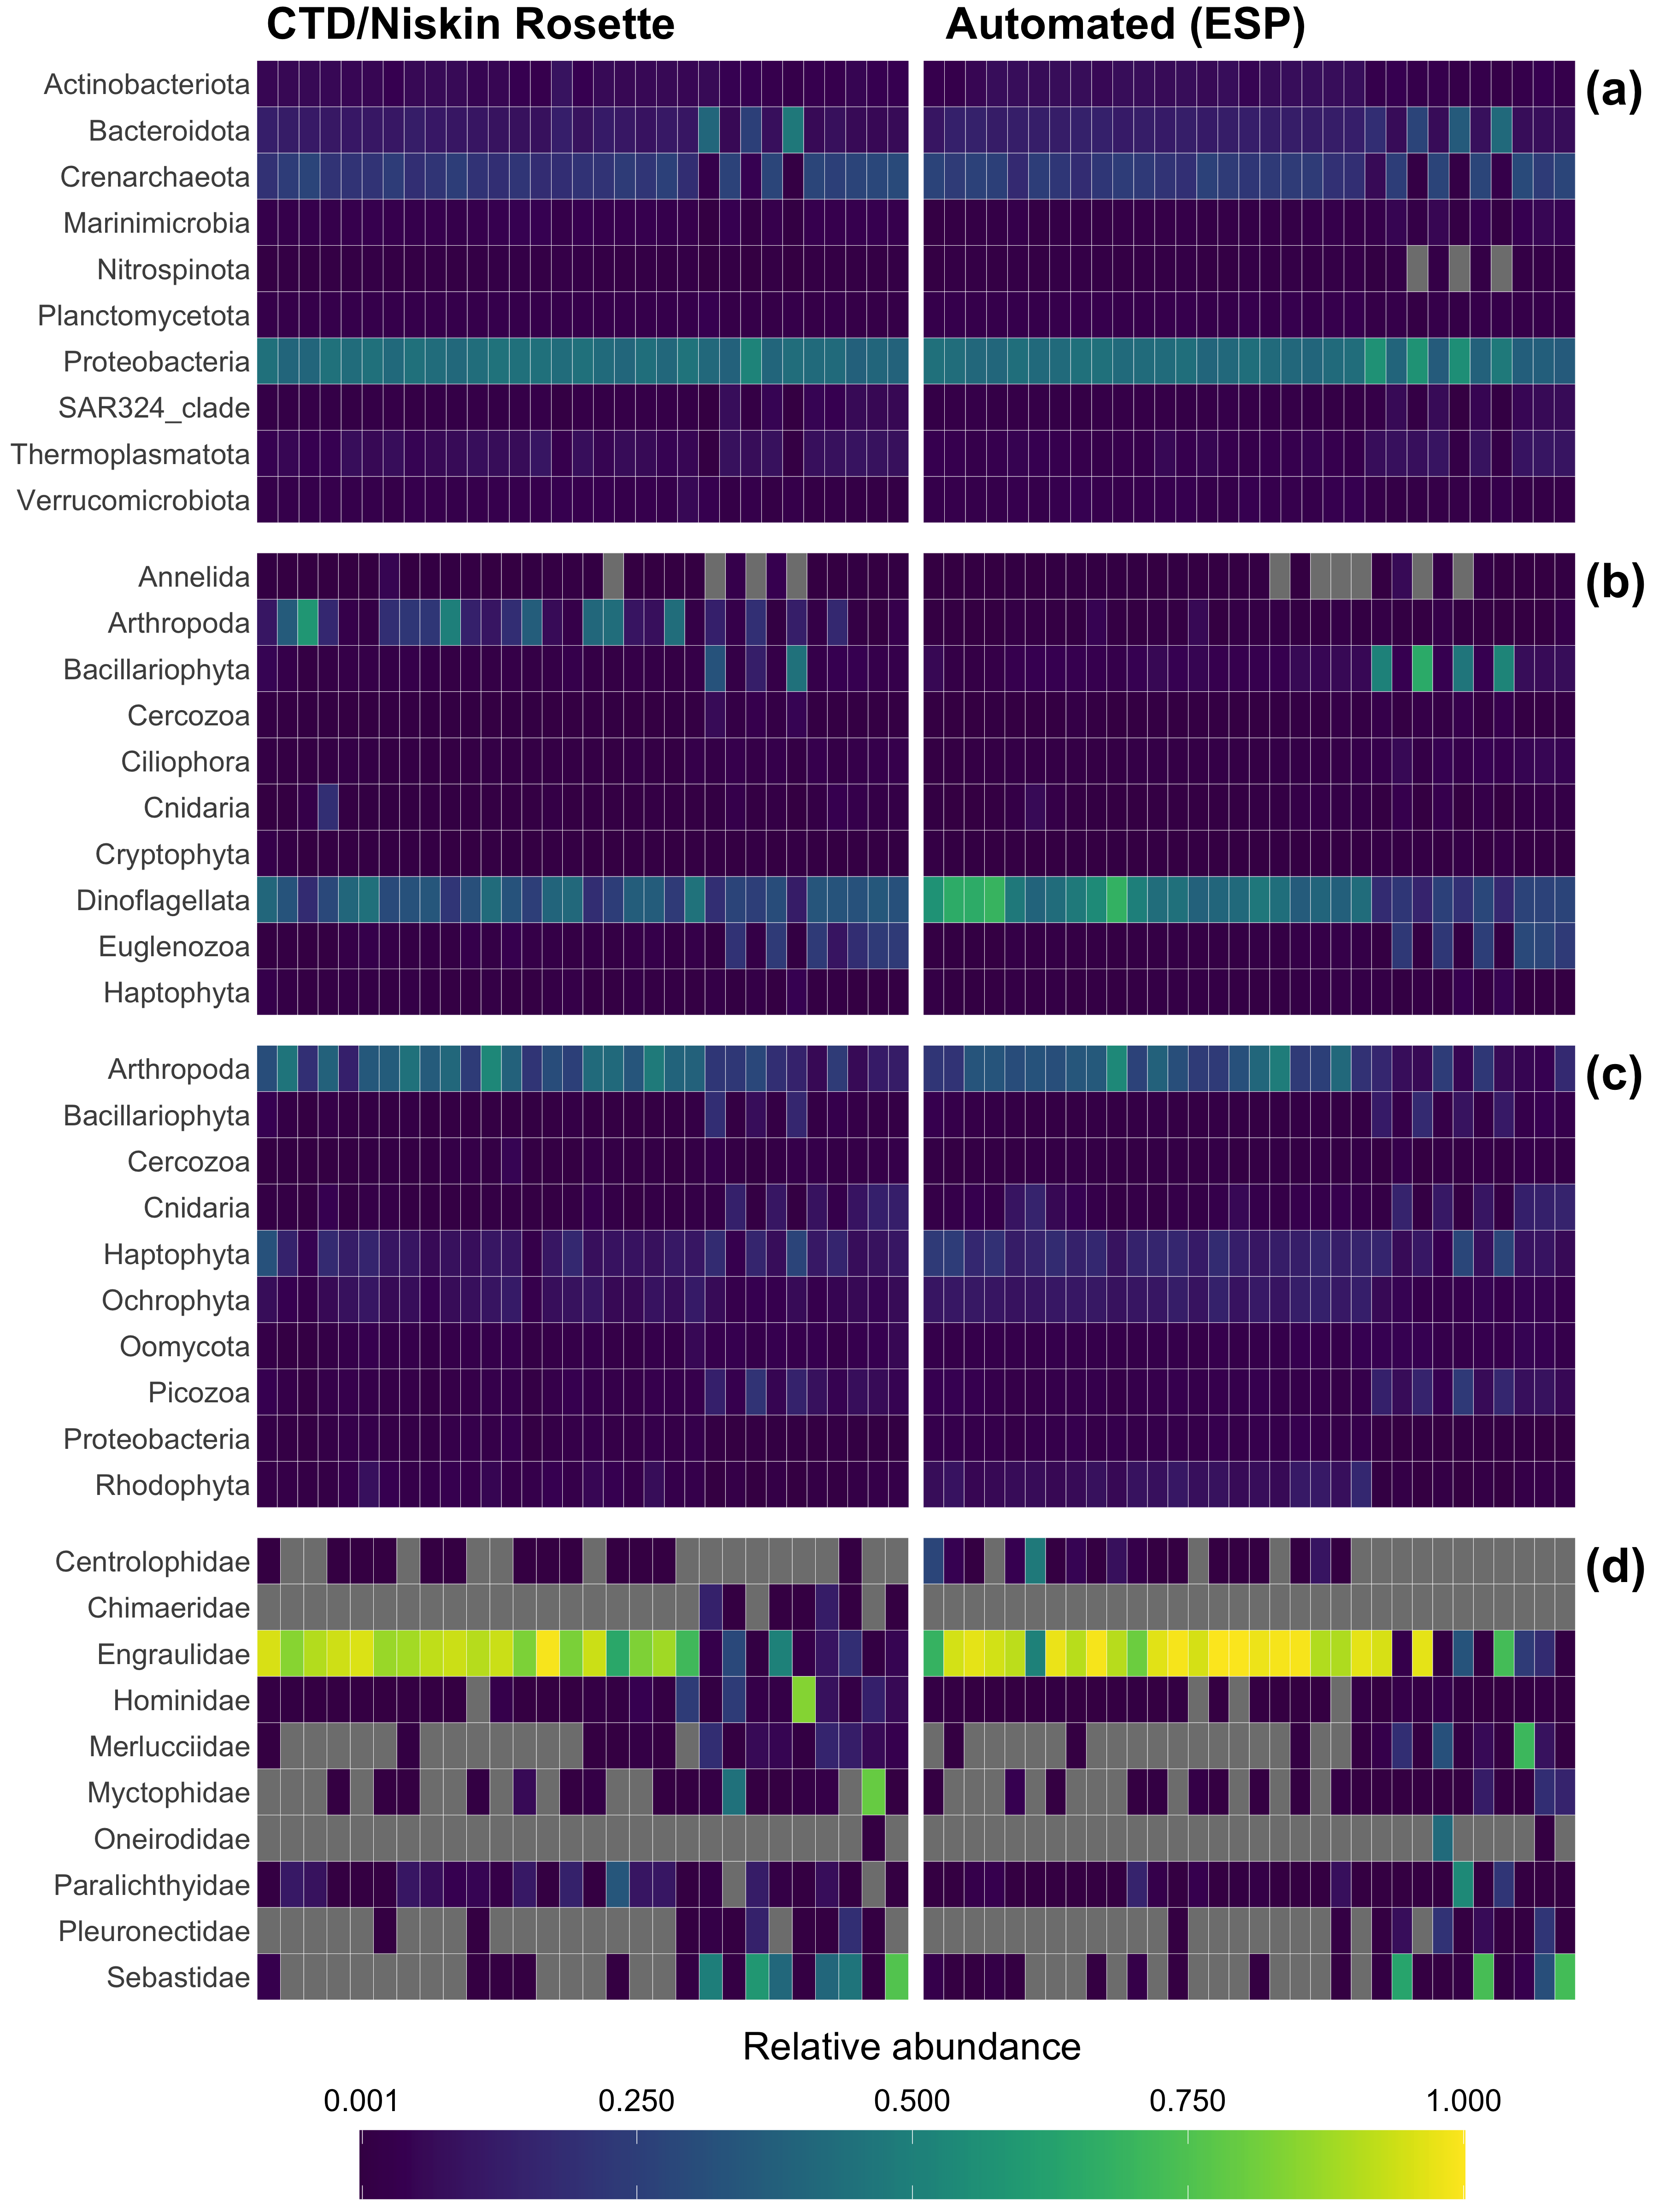 CTD/Niskin Rosette Automated (ESP)
Actinobacteriota (a)
Bacteroidota
Crenarchaeota
Marinimicrobia
Nitrospinota
Planctomycetota
Proteobacteria
SAR324_clade
Thermoplasmatota
Verrucomicrobiota
Annelida (b)
Arthropoda
Bacillariophyta
Cercozoa
Ciliophora
Cnidaria
Cryptophyta
Dinoflagellata
Euglenozoa
Haptophyta
Arthropoda (c)
Bacillariophyta
Cercozoa
Cnidaria
Haptophyta
Ochrophyta
Oomycota
Picozoa
Proteobacteria
Rhodophyta
Centrolophidae (d)
Chimaeridae
Engraulidae
Hominidae
Merlucciidae
Myctophidae
Oneirodidae
Paralichthyidae
Pleuronectidae
Sebastidae
Relative abundance
0.001 0.250 0.500 0.750 1.000